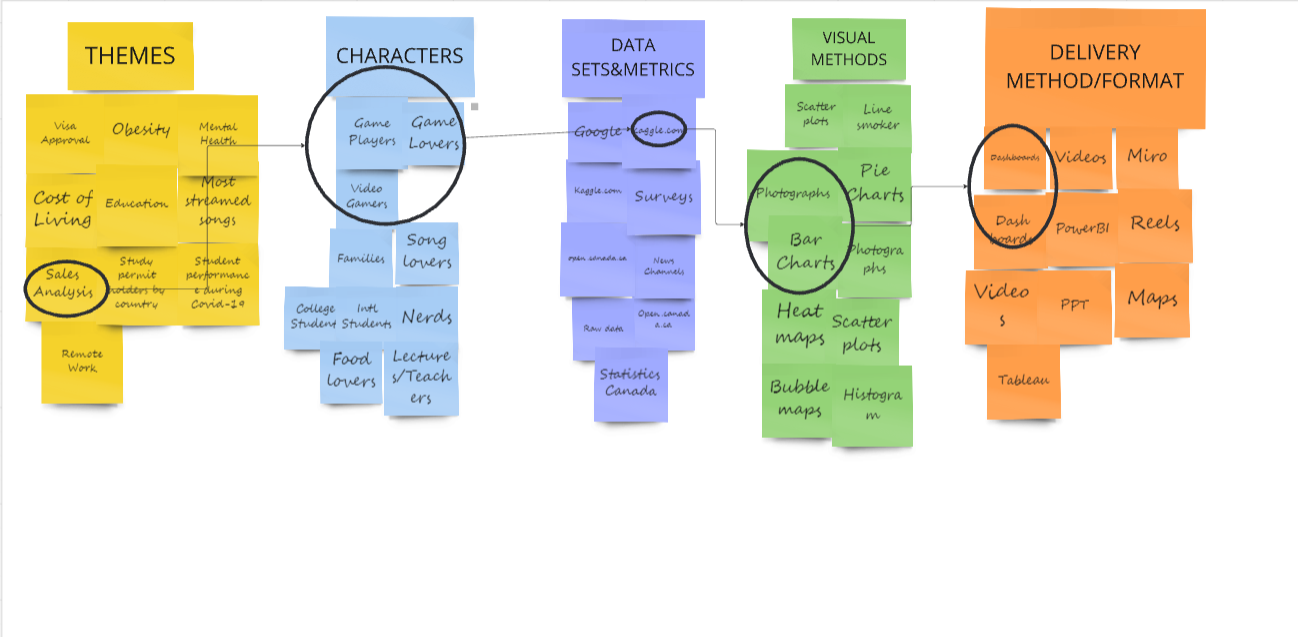 THEMES
Visa
Approval
Obesity
Mental
Health
Cost of
Living
Education
Most
streamed
songs
Sales
Analysis
Study
permit
holders by
country
Student
performanc
e during
Covid-19
Remote
Work
CHARACTERS
Game
Players
Game
Lovers
Video
Gamers
Families
Song
lovers
College
Student
Intl
Students
Nerds
Food
lovers
Lecture
s/Teach
ers
DATA
SETS&METRICS
Google
Kaggle.com
Kaggle.com
Surveys
open.canada.ca
News
Channels
Raw data
Open.canad
a.ca
Statistics
Canada
VISUAL
METHODS
Scatter
plots
Line
smoker
Photographs
Pie
Charts
Bar
Charts
Photogra
phs
Heat
maps
Scatter
plots
Bubble
maps
Histogra
m
DELIVERY
METHOD/FORMAT
Dashboards
Videos
Miro
Dash
boards
PowerBI
Reels
Video
s
PPT
Maps
Tableau